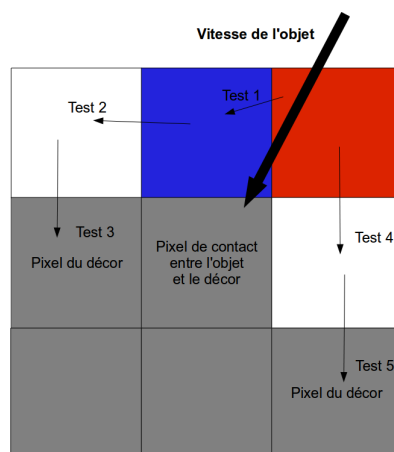 Vitesse de l'objet
Test 1
Test 2
Test 3
Pixel du décor
Pixel de contact
entre l'objet
et le décor
Test 4
Test 5
Pixel du décor